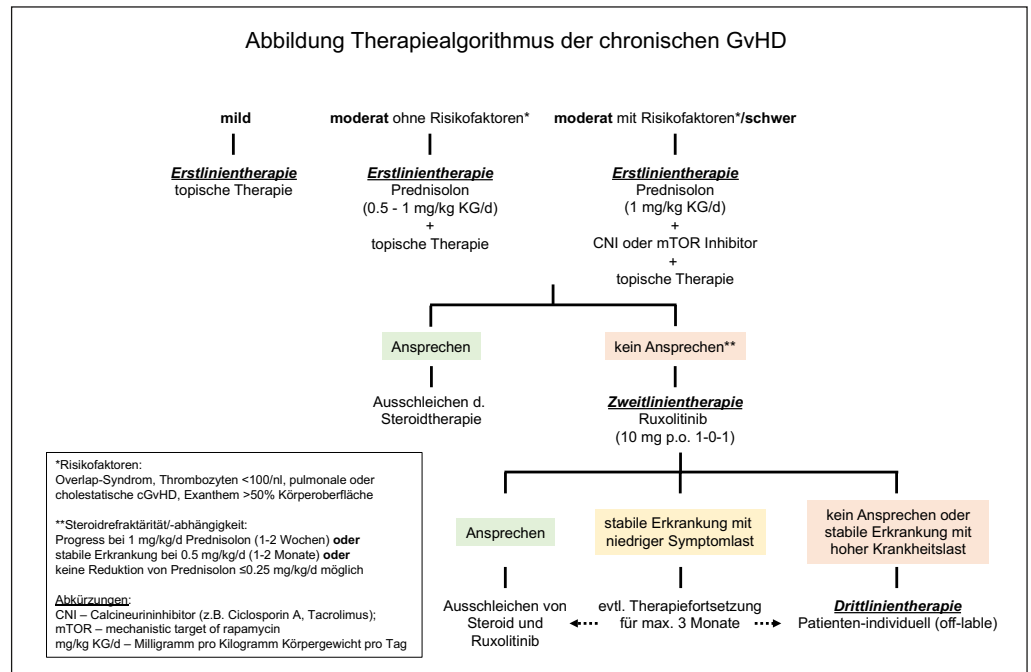 Abbildung Therapiealgorithmus der chronischen GvHD
mild
moderat ohne Risikofaktoren*
moderat mit Risikofaktoren*/schwer
Erstlinientherapie
topische Therapie
Erstlinientherapie
Prednisolon
(0.5 - 1 mg/kg KG/d)
+
topische Therapie
Erstlinientherapie
Prednisolon
(1 mg/kg KG/d)
+
CNI oder mTOR Inhibitor
+
topische Therapie
Ansprechen
kein Ansprechen**
Ausschleichen d.
Steroidtherapie
Zweitlinientherapie
Ruxolitinib
(10 mg p.o. 1-0-1)
Ansprechen
stabile Erkrankung mit
niedriger Symptomlast
kein Ansprechen oder
stabile Erkrankung mit
hoher Krankheitslast
Ausschleichen von
Steroid und
Ruxolitinib
evtl. Therapiefortsetzung
für max. 3 Monate
Drittlinientherapie
Patienten-individuell (off-lable)
*Risikofaktoren:
Overlap-Syndrom, Thrombozyten <100/nl, pulmonale oder
cholestatische cGvHD, Exanthem >50% Körperoberfläche
**Steroidrefraktärität/-abhängigkeit:
Progress bei 1 mg/kg/d Prednisolon (1-2 Wochen) oder
stabile Erkrankung bei 0.5 mg/kg/d (1-2 Monate) oder
keine Reduktion von Prednisolon ≤0.25 mg/kg/d möglich
Abkürzungen:
CNI – Calcineurininhibitor (z.B. Ciclosporin A, Tacrolimus);
mTOR – mechanistic target of rapamycin
mg/kg KG/d – Milligramm pro Kilogramm Körpergewicht pro Tag